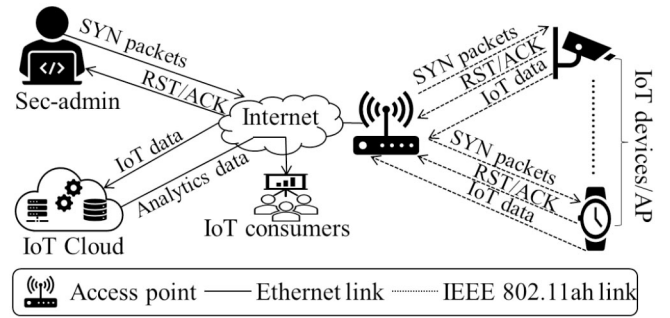 SYN packets
RST/ACK
Sec-admin
Internet
SYN packets
RST/ACK
IoT data
IoT devices/AP
IoT data
Analytics data
SYN packets
RST/ACK
IoT data
IoT Cloud
IoT consumers
Access point
Ethernet link
IEEE 802.11ah link